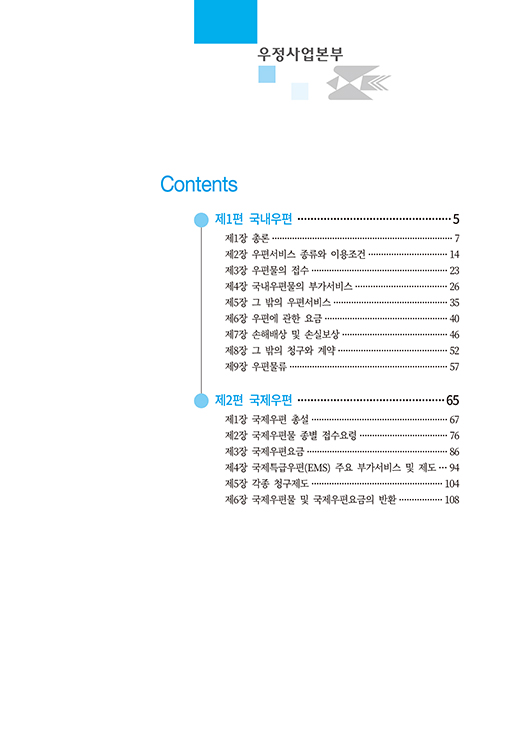 우정사업본부
Contents
제1편 국내우편 ················································ 5
제1장 총론 ································································ 7
제2장 우편서비스 종류와 이용조건 ···························· 14
제3장 우편물의 접수 ················································ 23
제4장 국내우편물의 부가서비스 ································ 26
제5장 그 밖의 우편서비스 ········································ 35
제6장 우편에 관한 요금 ············································ 40
제7장 손해배상 및 손실보상 ···································· 46
제8장 그 밖의 청구와 계약 ······································ 52
제9장 우편물류 ························································ 57
제2편 국제우편 ·············································· 65
제1장 국제우편 총설 ················································ 67
제2장 국제우편물 종별 접수요령 ······························ 76
제3장 국제우편요금 ·················································· 86
제4장 국제특급우편(EMS) 주요 부가서비스 및 제도 ··· 94
제5장 각종 청구제도 ·············································· 104
제6장 국제우편물 및 국제우편요금의 반환 ················ 108